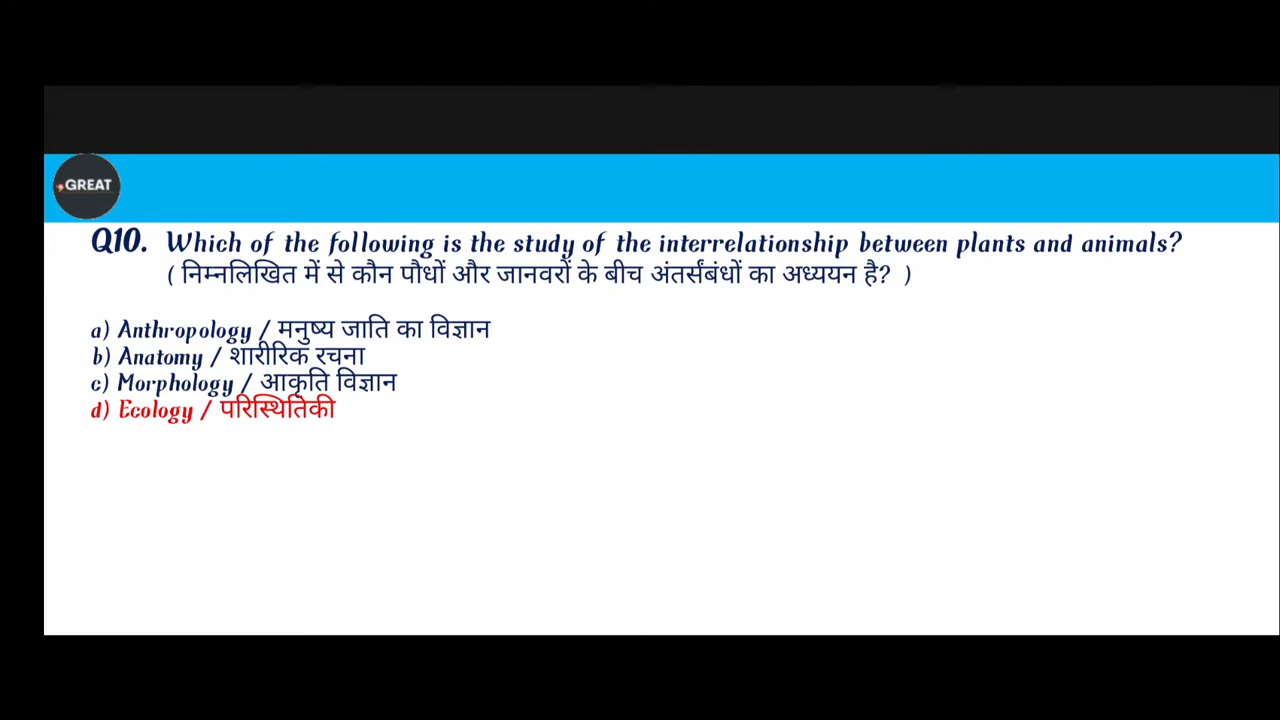 GREAT
Q10. Which of the following is the study of the interrelationship between plants and animals?
( निम्नलिखित में से कौन पौधों और जानवरों के बीच अंतर्संबंधों का अध्ययन है? )
a) Anthropology / मनुष्य जाति का विज्ञान
b) Anatomy / शारीरिक रचना
c) Morphology / आकृति विज्ञान
d) Ecology / परिस्थितिकी